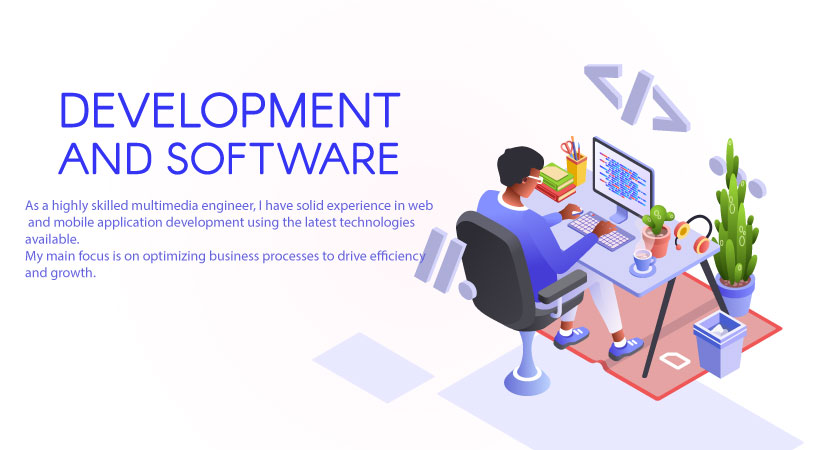 DEVELOPMENT
AND SOFTWARE
As a highly skilled multimedia engineer, I have solid experience in web
and mobile application development using the latest technologies
available.
My main focus is on optimizing business processes to drive efficiency
and growth.